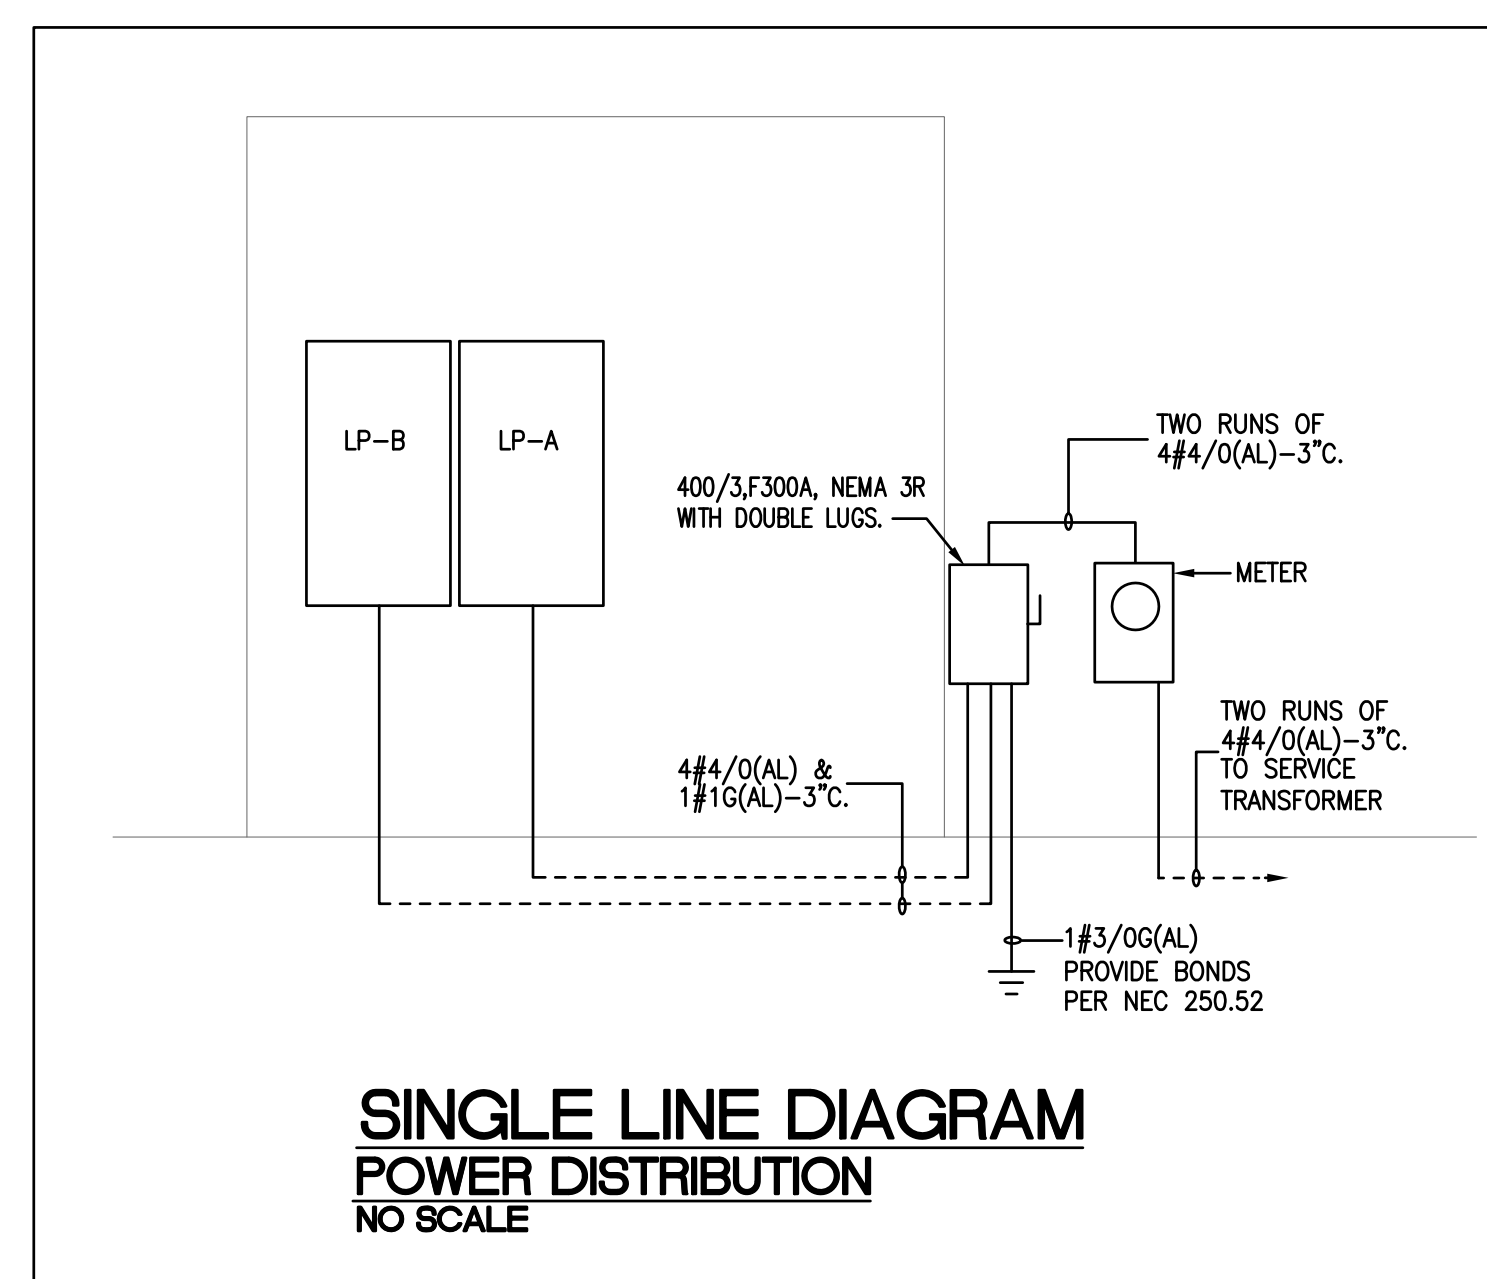 TWO RUNS OF
4#4/0(AL)-3"C.
LP-B
LP-A
400/3,F300A, NEMA 3R
WITH DOUBLE LUGS.
METER
TWO RUNS OF
4#4/0(AL)-3"C.
TO SERVICE
TRANSFORMER
4#4/0(AL) &
1#1G(AL)-3"C.
1#3/0G(AL)
PROVIDE BONDS
PER NEC 250.52
SINGLE LINE DIAGRAM
POWER DISTRIBUTION
NO SCALE